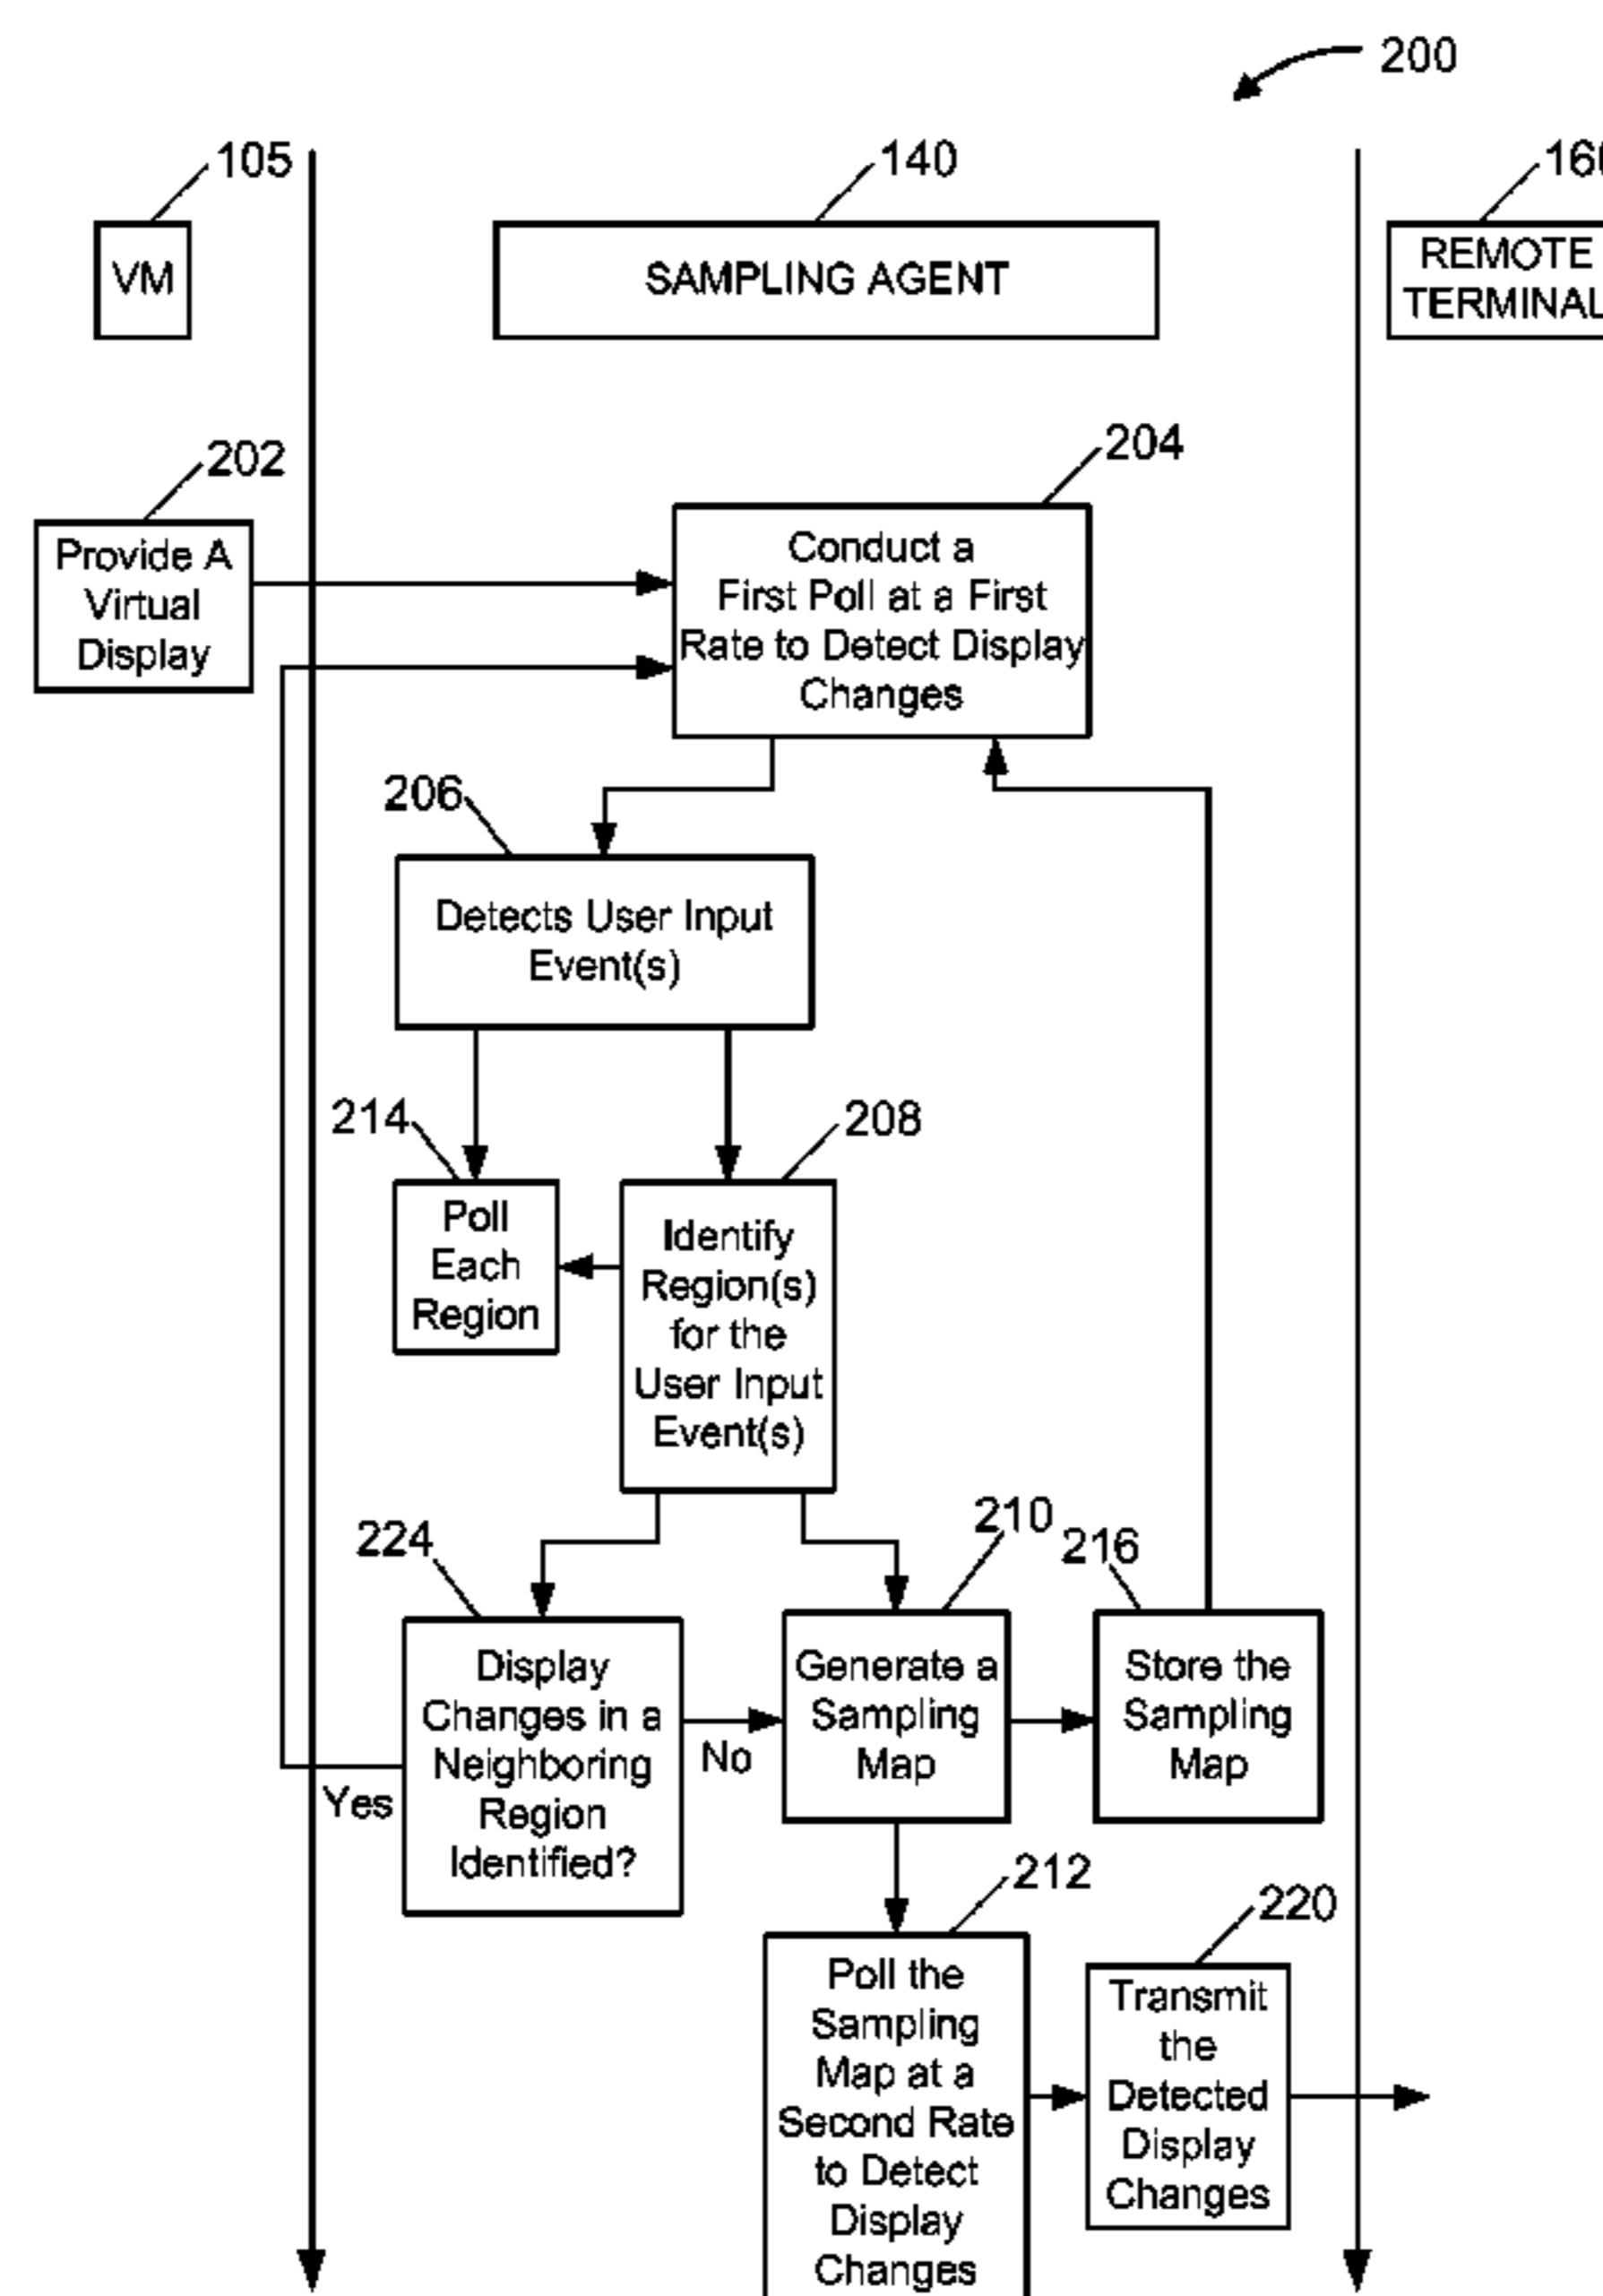 200
105
140
160
VM
SAMPLING AGENT
REMOTE
TERMINAL
202
204
Provide A
Virtual
Display
Conduct a
First Poll at a First
Rate to Detect Display
Changes
206
Detects User Input
Event(s)
214
208
Poll
Each
Region
Identify
Region(s)
for the
User Input
Event(s)
224
210
216
Display
Changes in a
Neighboring
Region
Identified?
Yes
No
Generate a
Sampling
Map
Store the
Sampling
Map
212
220
Poll the
Sampling
Map at a
Second Rate
to Detect
Display
Changes
Transmit
the
Detected
Display
Changes